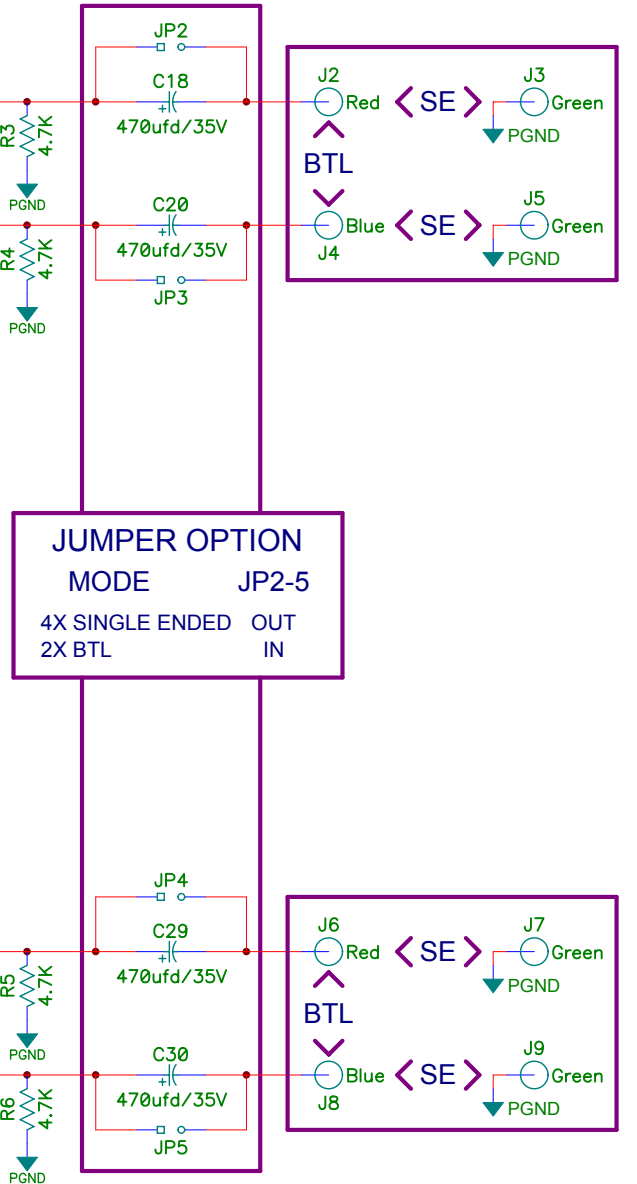 JP2
C18
+
470ufd/35V
R3
4.7K
PGND
J2
Red
< SE >
J3
Green
PGND
BTL
C20
+
470ufd/35V
JP3
R4
4.7K
PGND
Blue
J4
< SE >
J5
Green
PGND
JUMPER OPTION
MODE JP2-5
4X SINGLE ENDED OUT
2X BTL IN
JP4
C29
+
470ufd/35V
R5
4.7K
PGND
J6
Red
< SE >
J7
Green
PGND
BTL
C30
+
470ufd/35V
JP5
R6
4.7K
PGND
Blue
J8
< SE >
J9
Green
PGND